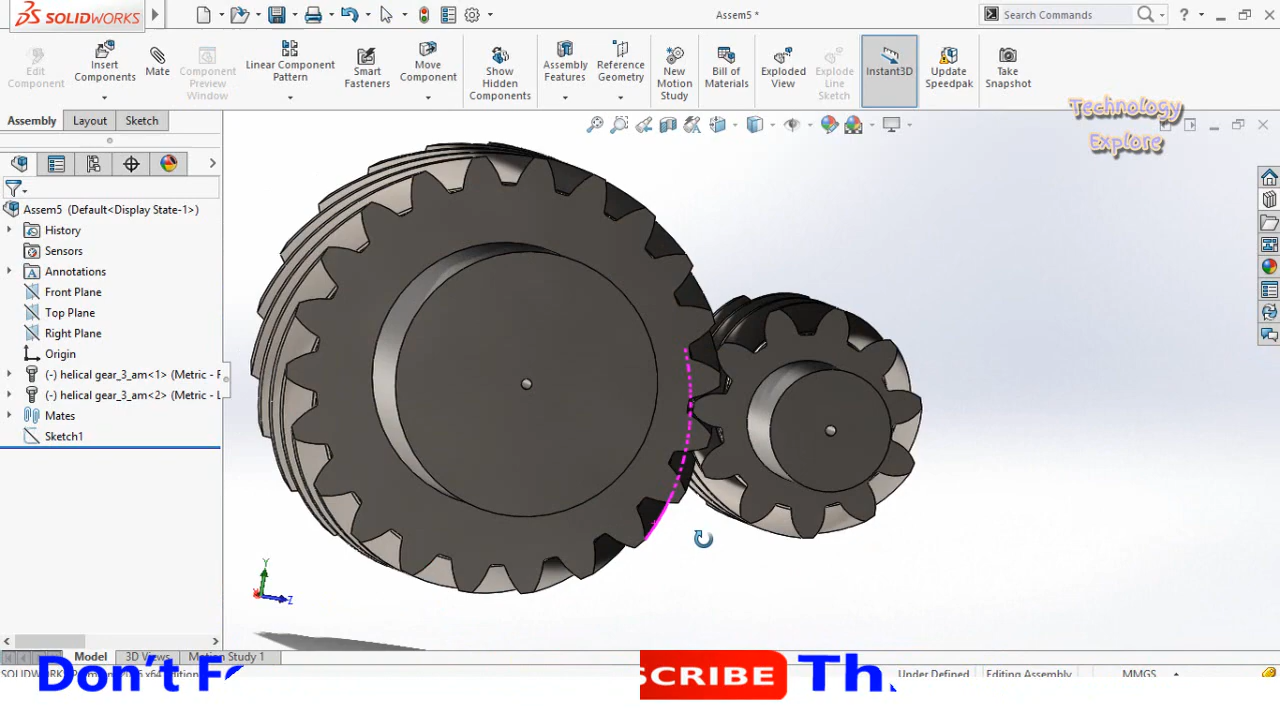 SOLIDWORKS
Assem5 *
Search Commands
?
Edit Component
Insert Components
Mate
Component Preview Window
Linear Component Pattern
Smart Fasteners
Move Component
Show Hidden Components
Assembly Features
Reference Geometry
New Motion Study
Bill of Materials
Exploded View
Explode Line Sketch
Instant3D
Update Speedpak
Take Snapshot
Technology
Explore
Assembly
Layout
Sketch
Assem5 (Default<Display State-1>)
History
Sensors
Annotations
Front Plane
Top Plane
Right Plane
Origin
(-) helical gear_3_am<1> (Metric -
(-) helical gear_3_am<2> (Metric -
Mates
Sketch1
Y
Z
Model
3D Views
Motion Study 1
Under Defined
Editing Assembly
MMGS
Don't
SCRIBE
Th